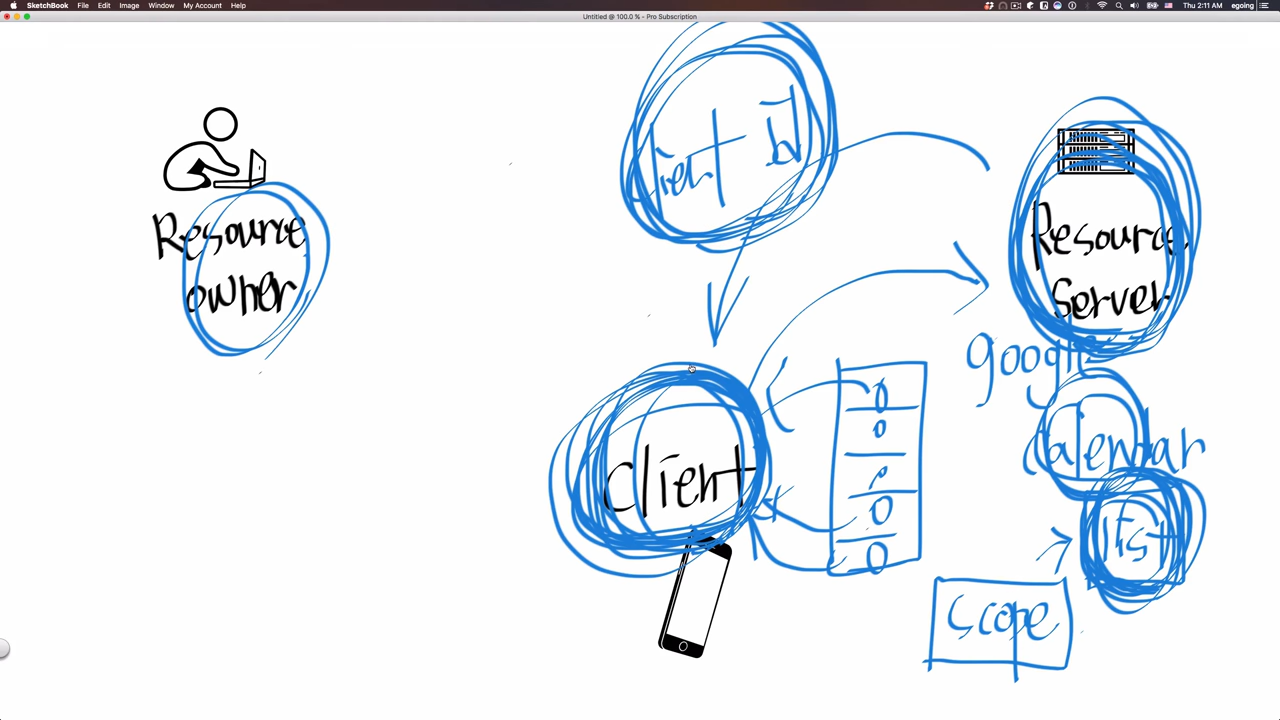 SketchBook File Edit Image Window My Account Help
Thu 2:11 AM egoing
Untitled @ 100.0 % - Pro Subscription
client id
Resource
owner
Resource
Server
google
calendar
list
scope
client